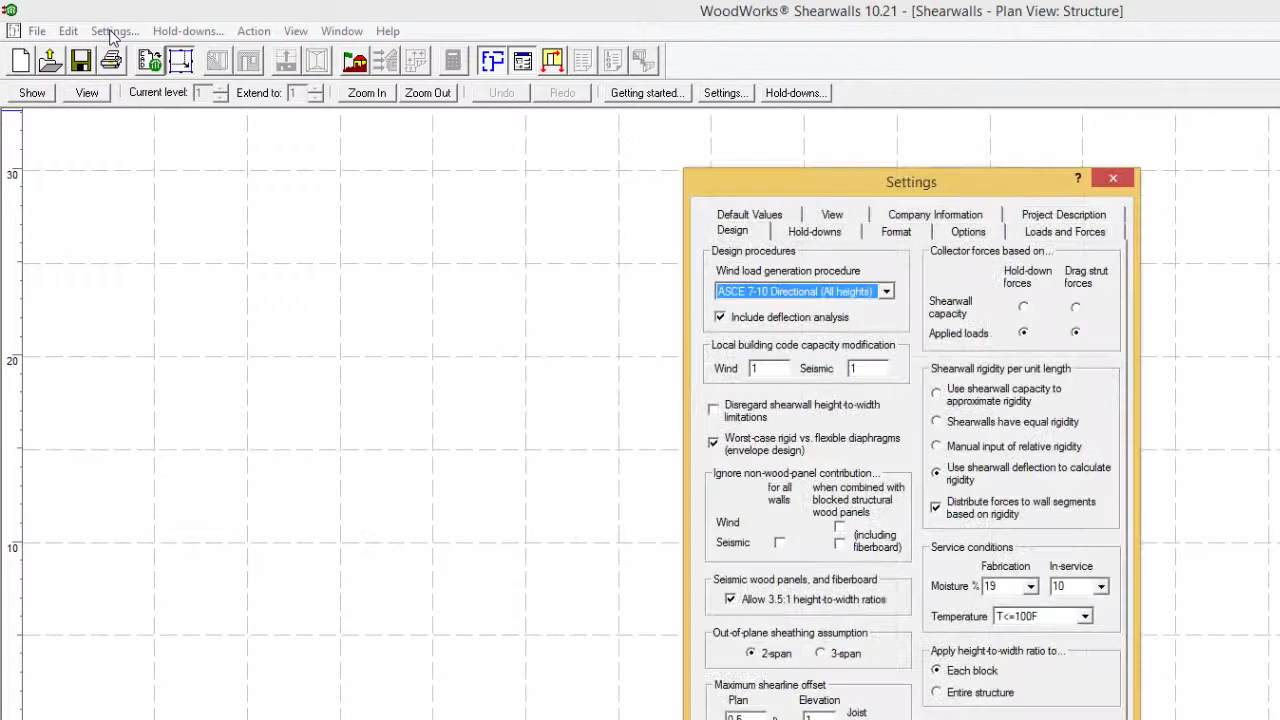 WoodWorks® Shearwalls 10.21 - [Shearwalls - Plan View: Structure]
File Edit Settings... Hold-downs... Action View Window Help
Show View Current level: 1 Extend to: 1 Zoom In Zoom Out Undo Redo Getting started... Settings... Hold-downs...
30
20
10
Settings
?
Default Values View Company Information Project Description
Design Hold-downs Format Options Loads and Forces
Design procedures
Wind load generation procedure
ASCE 7-10 Directional (All heights)
Include deflection analysis
Local building code capacity modification
Wind 1 Seismic 1
Disregard shearwall height-to-width
limitations
Worst-case rigid vs. flexible diaphragms
(envelope design)
Ignore non-wood-panel contribution...
for all
walls
when combined with
blocked structural
wood panels
Wind
Seismic
(including
fiberboard)
Seismic wood panels, and fiberboard
Allow 3.5:1 height-to-width ratios
Out-of-plane sheathing assumption
2-span 3-span
Maximum shearline offset
Plan Elevation
Joist
0.5 1
Collector forces based on...
Hold-down
forces
Drag strut
forces
Shearwall
capacity
Applied loads
Shearwall rigidity per unit length
Use shearwall capacity to
approximate rigidity
Shearwalls have equal rigidity
Manual input of relative rigidity
Use shearwall deflection to calculate
rigidity
Distribute forces to wall segments
based on rigidity
Service conditions
Fabrication In-service
Moisture % 19 10
Temperature T<=100F
Apply height-to-width ratio to...
Each block
Entire structure